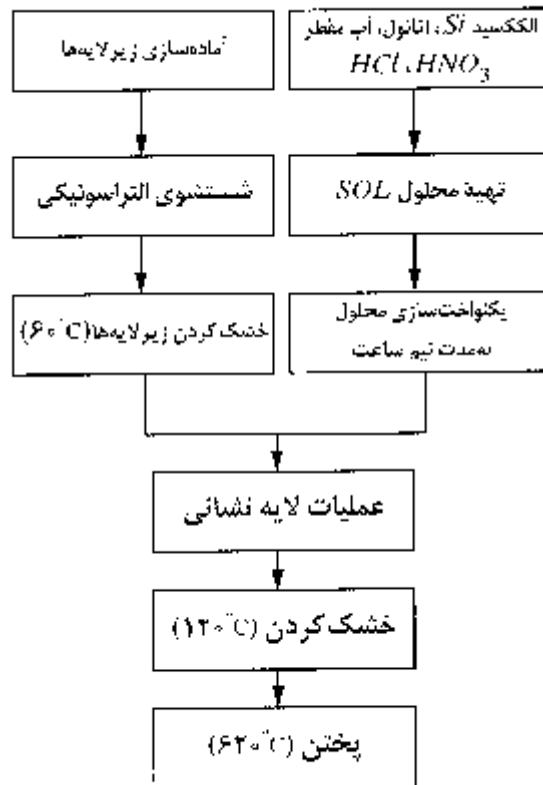 الککسید Si، اتانول، آب مقطر
HCl، HNO₃
آماده‌سازی زیرلایه‌ها
تهیهٔ محلول SOL
شستشوی التراسونیکی
یکنواخت‌سازی محلول
به‌مدت نیم ساعت
خشک کردن زیرلایه‌ها (۶۰°C)
عملیات لایه نشانی
خشک کردن (۱۲۰°C)
پختن (۶۲۰°C)